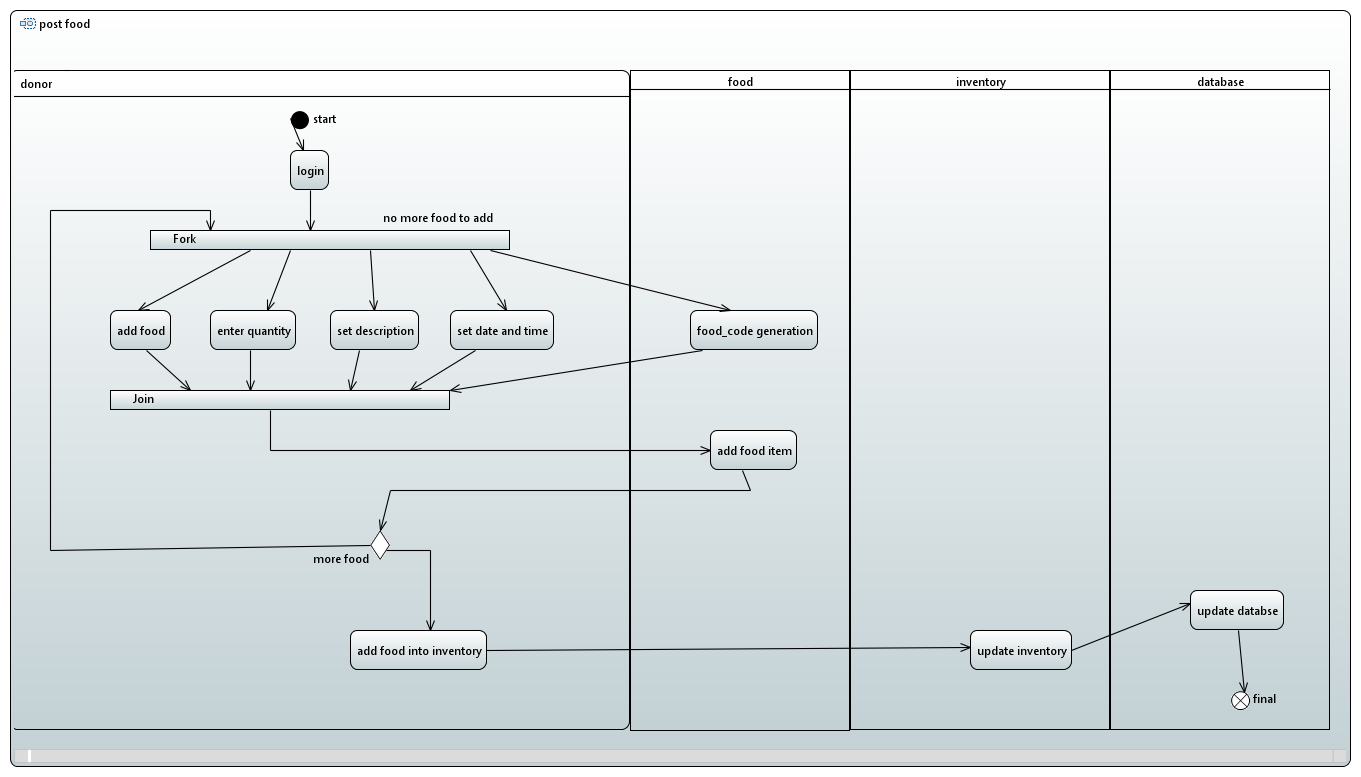 post food
donor
food
inventory
database
start
login
no more food to add
Fork
add food
enter quantity
set description
set date and time
food_code generation
Join
add food item
more food
add food into inventory
update inventory
update databse
final